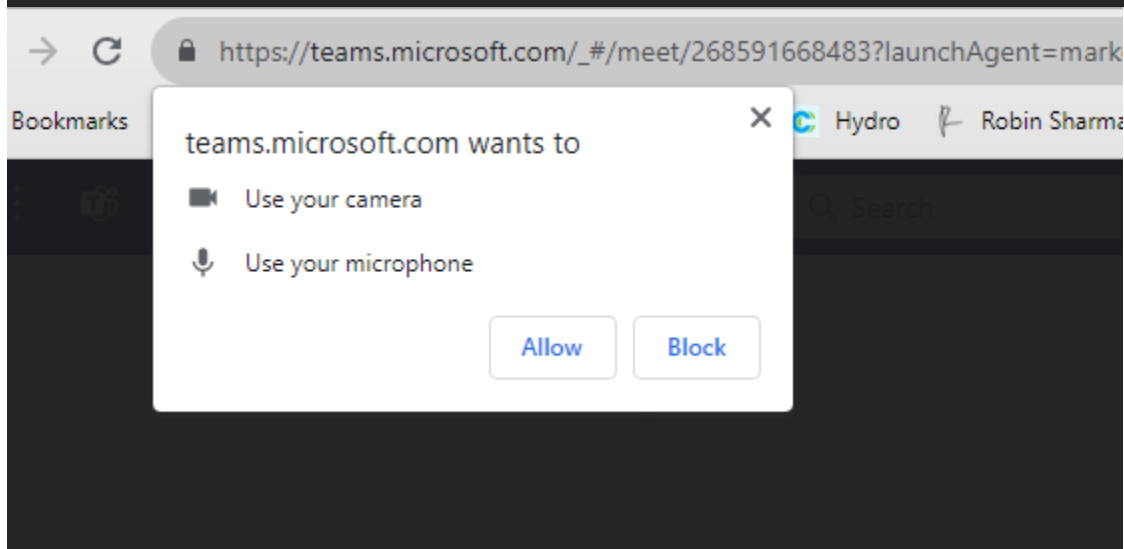 https://teams.microsoft.com/_#/meet/268591668483?launchAgent=mark
Bookmarks
Hydro
Robin Sharma
teams.microsoft.com wants to
Use your camera
Use your microphone
Allow
Block
Search